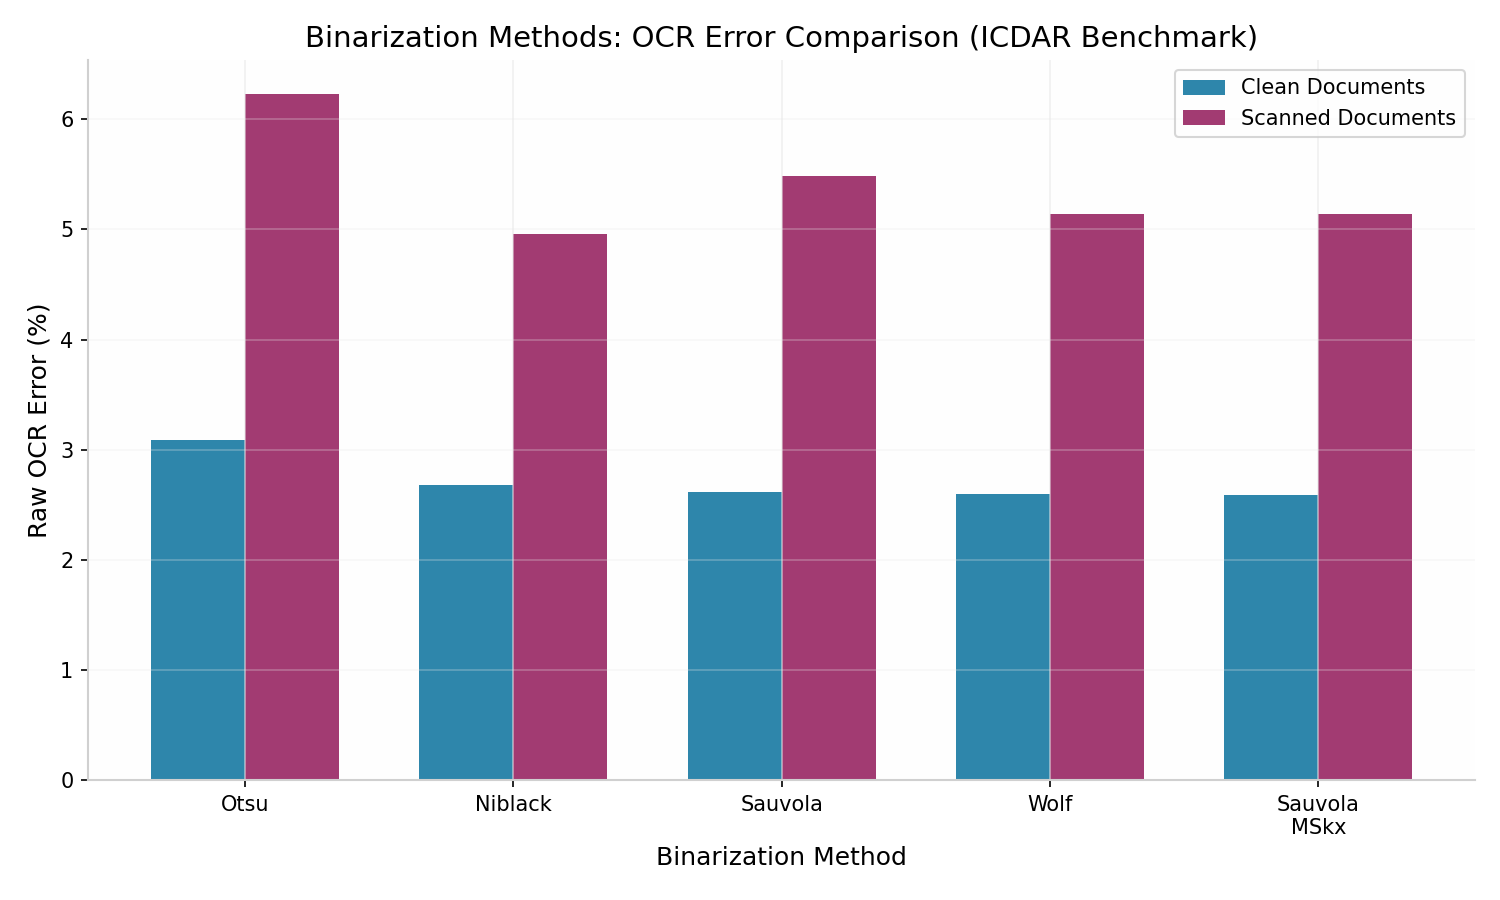 Binarization Methods: OCR Error Comparison (ICDAR Benchmark)
Clean Documents
Scanned Documents
Raw OCR Error (%)
6
5
4
3
2
1
0
Otsu
Niblack
Sauvola
Wolf
Sauvola
MSkx
Binarization Method